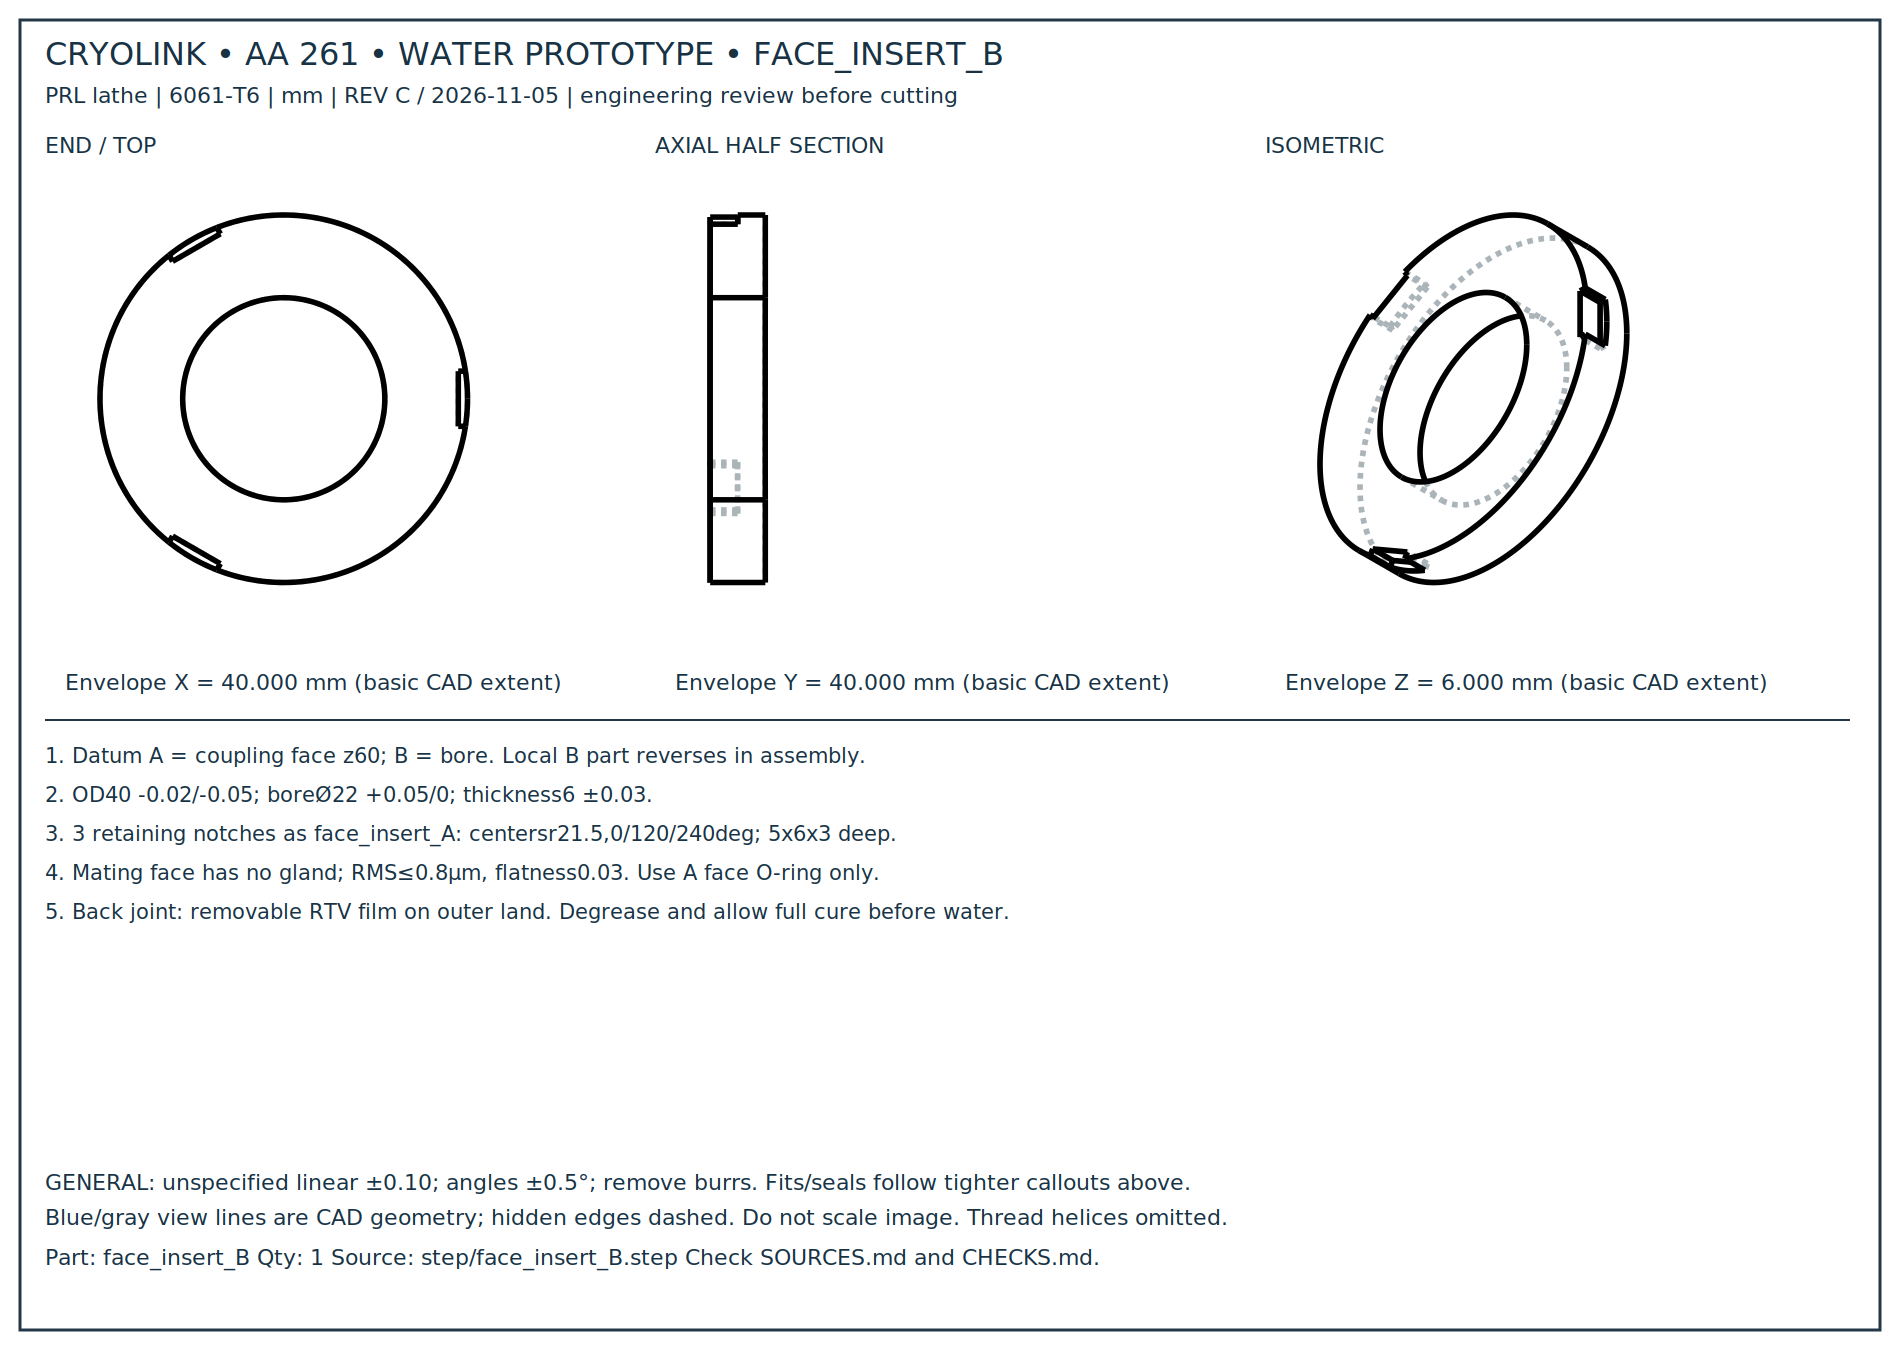 CRYOLINK • AA 261 • WATER PROTOTYPE • FACE_INSERT_B
PRL lathe | 6061-T6 | mm | REV C / 2026-11-05 | engineering review before cutting
END / TOP
AXIAL HALF SECTION
ISOMETRIC
Envelope X = 40.000 mm (basic CAD extent)
Envelope Y = 40.000 mm (basic CAD extent)
Envelope Z = 6.000 mm (basic CAD extent)
1. Datum A = coupling face z60; B = bore. Local B part reverses in assembly.
2. OD40 -0.02/-0.05; boreØ22 +0.05/0; thickness6 ±0.03.
3. 3 retaining notches as face_insert_A: centersr21.5,0/120/240deg; 5x6x3 deep.
4. Mating face has no gland; RMS≤0.8µm, flatness0.03. Use A face O-ring only.
5. Back joint: removable RTV film on outer land. Degrease and allow full cure before water.
GENERAL: unspecified linear ±0.10; angles ±0.5°; remove burrs. Fits/seals follow tighter callouts above.
Blue/gray view lines are CAD geometry; hidden edges dashed. Do not scale image. Thread helices omitted.
Part: face_insert_B Qty: 1 Source: step/face_insert_B.step Check SOURCES.md and CHECKS.md.